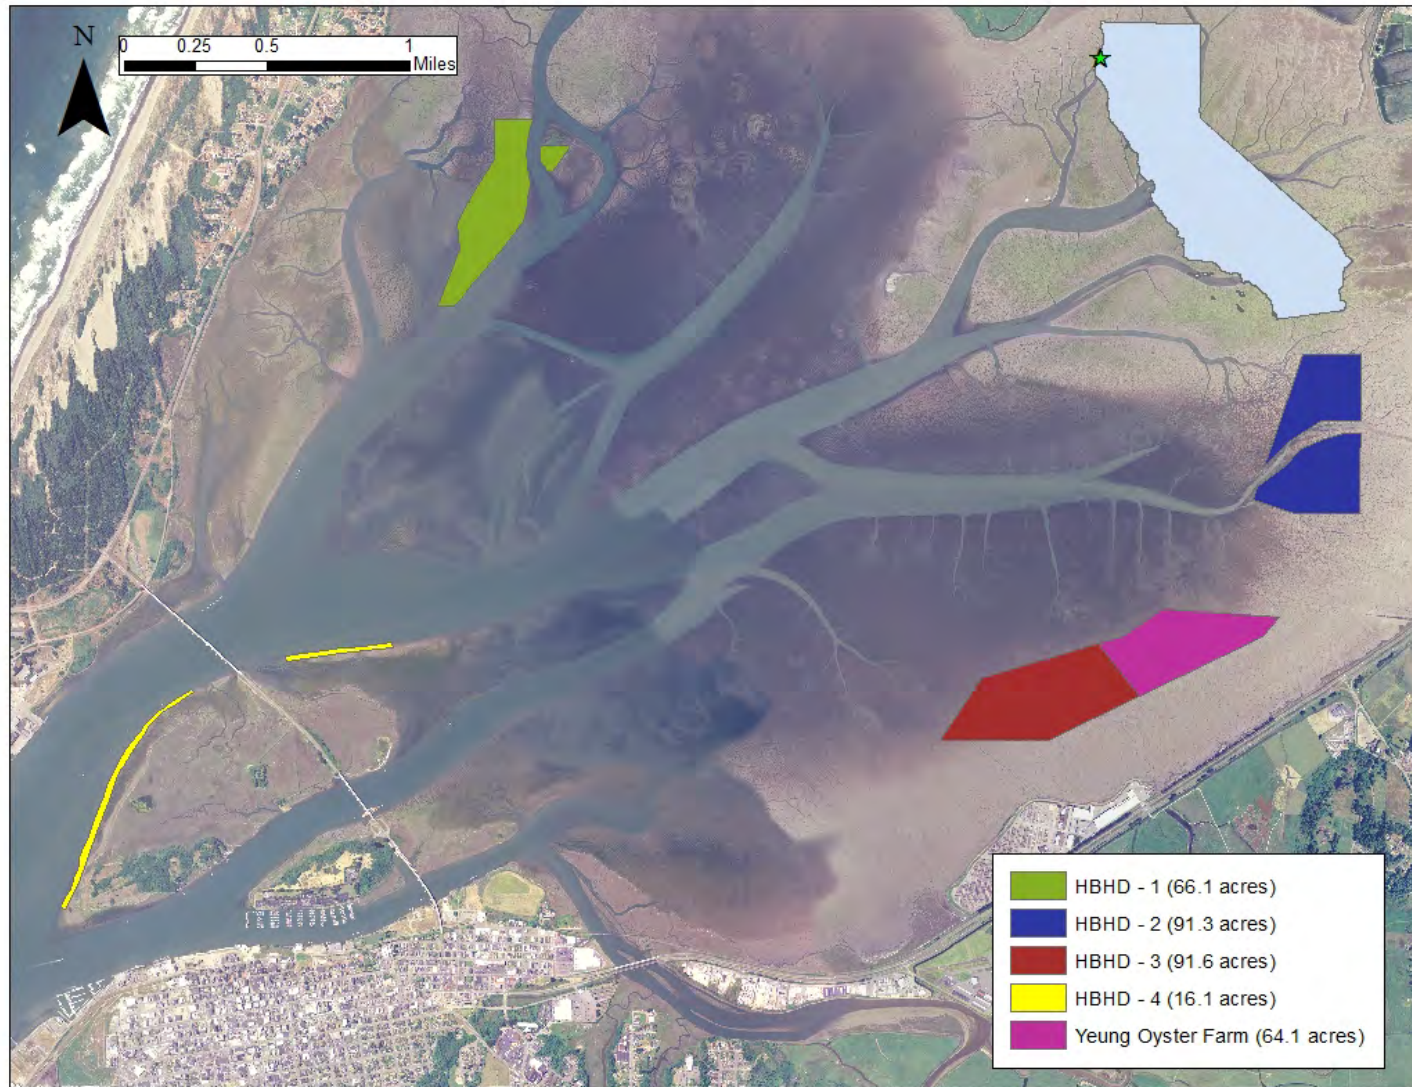 N
0 0.25 0.5 1
Miles
HBHD - 1 (66.1 acres)
HBHD - 2 (91.3 acres)
HBHD - 3 (91.6 acres)
HBHD - 4 (16.1 acres)
Yeung Oyster Farm (64.1 acres)